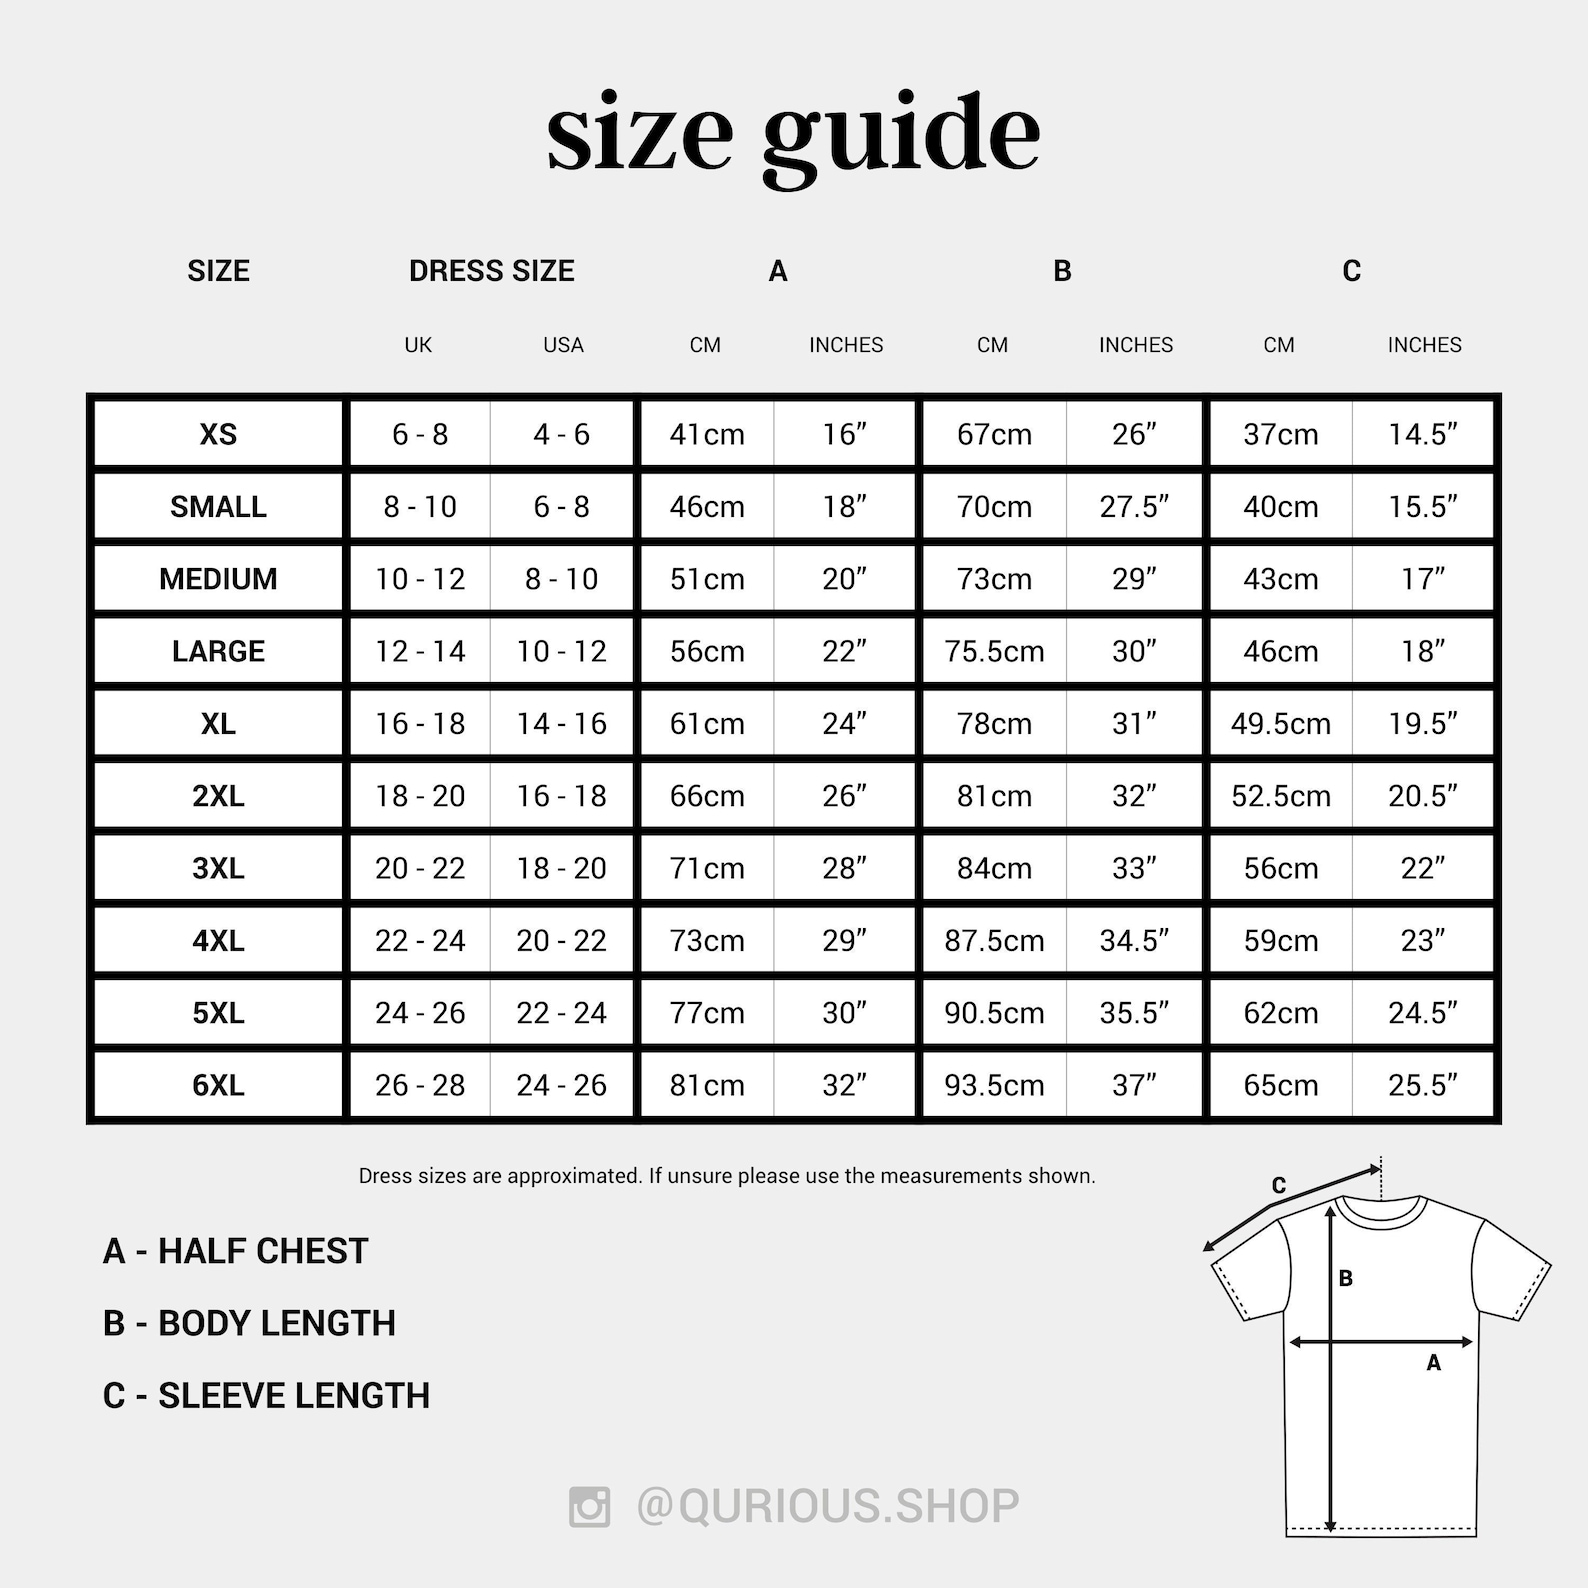 size guide
SIZE DRESS SIZE A B C
UK USA CM INCHES CM INCHES CM INCHES
XS 6 - 8 4 - 6 41cm 16” 67cm 26” 37cm 14.5”
SMALL 8 - 10 6 - 8 46cm 18” 70cm 27.5” 40cm 15.5”
MEDIUM 10 - 12 8 - 10 51cm 20” 73cm 29” 43cm 17”
LARGE 12 - 14 10 - 12 56cm 22” 75.5cm 30” 46cm 18”
XL 16 - 18 14 - 16 61cm 24” 78cm 31” 49.5cm 19.5”
2XL 18 - 20 16 - 18 66cm 26” 81cm 32” 52.5cm 20.5”
3XL 20 - 22 18 - 20 71cm 28” 84cm 33” 56cm 22”
4XL 22 - 24 20 - 22 73cm 29” 87.5cm 34.5” 59cm 23”
5XL 24 - 26 22 - 24 77cm 30” 90.5cm 35.5” 62cm 24.5”
6XL 26 - 28 24 - 26 81cm 32” 93.5cm 37” 65cm 25.5”
Dress sizes are approximated. If unsure please use the measurements shown.
A - HALF CHEST
B - BODY LENGTH
C - SLEEVE LENGTH
C
B
A
@QURIOUS.SHOP